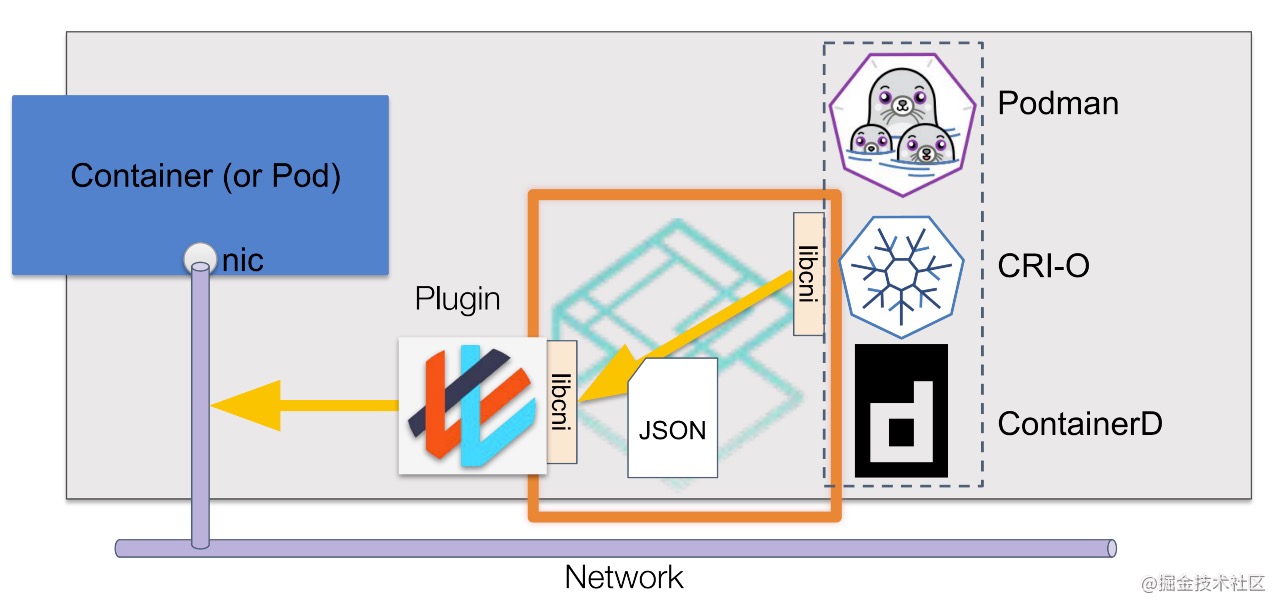 Podman
Container (or Pod)
nic
libcni
CRI-O
Plugin
libcni
JSON
ContainerD
Network
@掘金技术社区